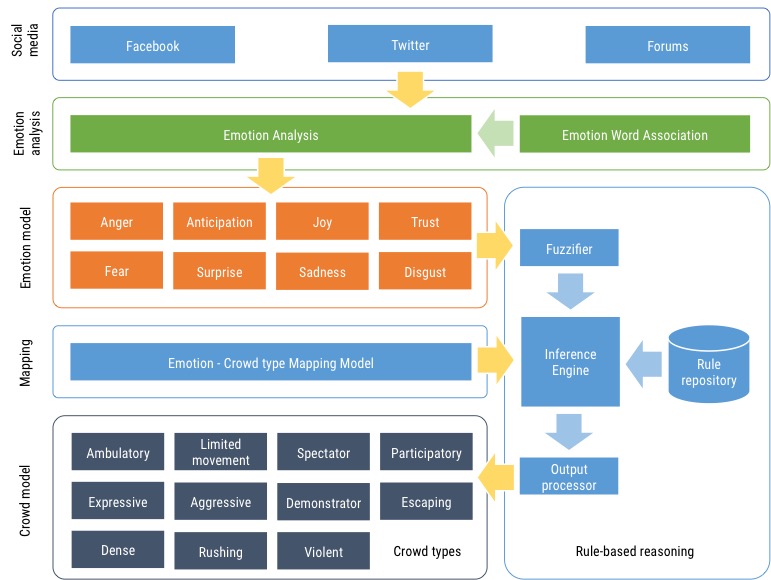 Social
media
Facebook
Twitter
Forums
Emotion
analysis
Emotion Analysis
Emotion Word Association
Emotion model
Anger
Anticipation
Joy
Trust
Fear
Surprise
Sadness
Disgust
Fuzzifier
Mapping
Emotion - Crowd type Mapping Model
Inference
Engine
Rule
repository
Crowd model
Ambulatory
Limited
movement
Spectator
Participatory
Expressive
Aggressive
Demonstrator
Escaping
Dense
Rushing
Violent
Crowd types
Output
processor
Rule-based reasoning